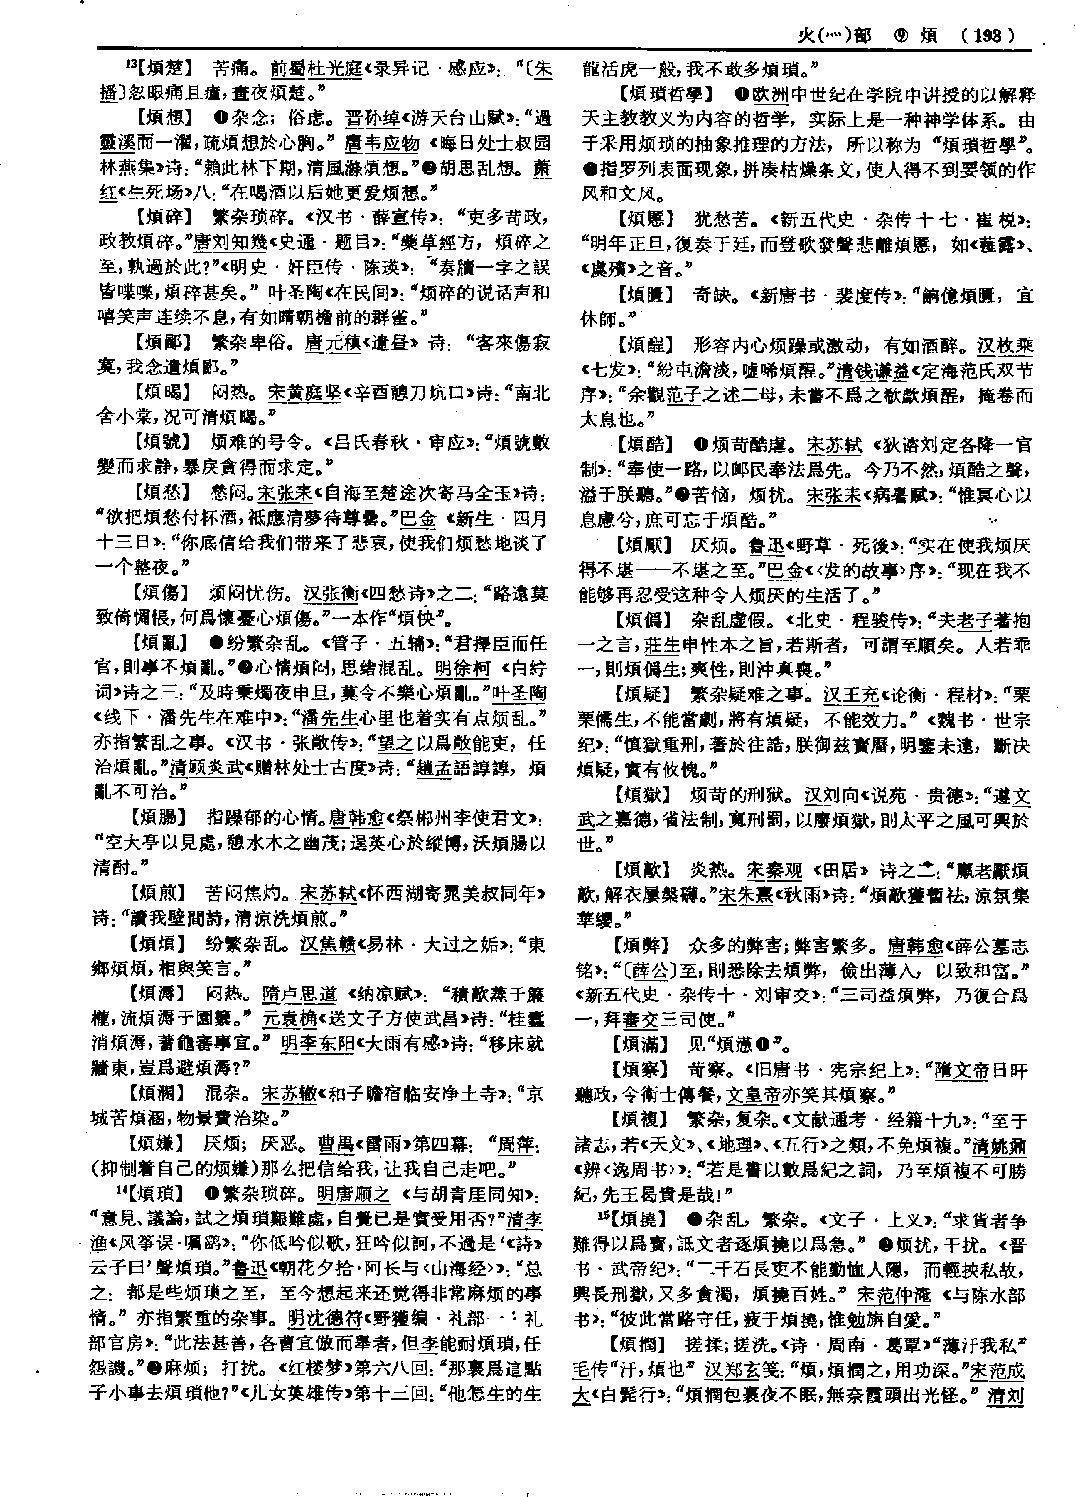 火(灬)部 ⑨ 煩 （193）
13【煩楚】 苦痛。前蜀杜光庭《录异记·感应》：“〔朱
播〕忽眼痛且瘇，晝夜煩楚。”
【煩想】 ❶杂念；俗虑。晋孙绰《游天台山赋》：“過
靈溪而一濯，疏煩想於心胸。”唐韦应物《晦日处士叔园
林燕集》诗：“賴此林下期，清風滌煩想。”❷胡思乱想。萧
红《生死场》八：“在喝酒以后她更爱烦想。”
【煩碎】 繁杂琐碎。《汉书·薛宣传》：“吏多苛政，
政教煩碎。”唐刘知幾《史通·题目》：“藥草經方，煩碎之
至，孰過於此？”《明史·奸臣传·陈瑛》：“奏牘一字之誤
皆喋喋，煩碎甚矣。”叶圣陶《在民间》：“烦碎的说话声和
嘻笑声连续不息，有如晴朝檐前的群雀。”
【煩鄙】 繁杂卑俗。唐元稹《遣昼》诗：“客來傷寂
寞，我念遺煩鄙。”
【煩暍】 闷热。宋黄庭坚《辛酉憩刀坑口》诗：“南北
舍小棠，况可清煩暍。”
【煩號】 烦难的号令。《吕氏春秋·审应》：“煩號數
變而求静，暴戾貪得而求定。”
【煩愁】 愁闷。宋张耒《自海至楚途次寄马全玉》诗：
“欲把煩愁付杯酒，衹應清夢待尊罍。”巴金《新生·四月
十三日》：“你底信给我们带来了悲哀，使我们烦愁地谈了
一个整夜。”
【煩傷】 烦闷忧伤。汉张衡《四愁诗》之二：“路遠莫
致倚惆悵，何爲懷憂心煩傷。”一本作“煩怏”。
【煩亂】 ❶纷繁杂乱。《管子·五辅》：“君擇臣而任
官，則事不煩亂。”❷心情烦闷，思绪混乱。明徐柯《白紵
词》诗之三：“及時秉燭夜申旦，莫令不樂心煩亂。”叶圣陶
《线下·潘先生在难中》：“潘先生心里也着实有点烦乱。”
亦指繁乱之事。《汉书·张敞传》：“望之以爲敞能吏，任
治煩亂。”清顾炎武《赠林处士古度》诗：“趙孟語諄諄，煩
亂不可治。”
【煩腸】 指躁郁的心情。唐韩愈《祭郴州李使君文》：
“空大亭以見處，憩水木之幽茂；逞英心於縱博，沃煩腸以
清酎。”
【煩煎】 苦闷焦灼。宋苏轼《怀西湖寄晁美叔同年》
诗：“讀我壁間詩，清涼洗煩煎。”
【煩煩】 纷繁杂乱。汉焦赣《易林·大过之姤》：“東
鄉煩煩，相與笑言。”
【煩溽】 闷热。隋卢思道《纳凉赋》：“積歊蒸于簾
櫳，流煩溽于園籞。”元袁桷《送文子方使武昌》诗：“桂蠹
消煩溽，蓍龜審事宜。”明李东阳《大雨有感》诗：“移床就
牆東，豈爲避煩溽？”
【煩溷】 混杂。宋苏辙《和子瞻宿临安净土寺》：“京
城苦煩溷，物景費治染。”
【煩嫌】 厌烦；厌恶。曹禺《雷雨》第四幕：“周萍：
（抑制着自己的烦嫌）那么把信给我，让我自己走吧。”
14【煩瑣】 ❶繁杂琐碎。明唐顺之《与胡青厓同知》：
“意見、議論，試之煩瑣艱難處，自覺已是實受用否？”清李
渔《风筝误·嘱鹞》：“你低吟似歌，狂吟似訶，不過是‘《詩》
云子曰’聲煩瑣。”鲁迅《朝花夕拾·阿长与〈山海经〉》：“总
之：都是些烦琐之至，至今想起来还觉得非常麻烦的事
情。”亦指繁重的杂事。明沈德符《野獲编·礼部一·礼
部官房》：“此法甚善，各曹宜倣而舉者，但李能耐煩瑣，任
怨譏。”❷麻烦；打扰。《红楼梦》第六八回：“那裏爲這點
子小事去煩瑣他？”《儿女英雄传》第十三回：“他怎生的生
龍活虎一般，我不敢多煩瑣。”
【煩瑣哲學】 ❶欧洲中世纪在学院中讲授的以解释
天主教教义为内容的哲学，实际上是一种神学体系。由
于采用烦琐的抽象推理的方法，所以称为“煩瑣哲學”。
❷指罗列表面现象，拼凑枯燥条文，使人得不到要领的作
风和文风。
【煩慝】 犹愁苦。《新五代史·杂传十七·崔棁》：
“明年正旦，復奏于廷，而登歌發聲悲離煩慝，如《薤露》、
《虞殯》之音。”
【煩匱】 奇缺。《新唐书·裴度传》：“餉億煩匱，宜
休師。”
【煩酲】 形容内心烦躁或激动，有如酒醉。汉枚乘
《七发》：“紛屯澹淡，嘘唏煩酲。”清钱谦益《定海范氏双节
序》：“余觀范子之述二母，未嘗不爲之欷歔煩酲，掩卷而
太息也。”
【煩酷】 ❶烦苛酷虐。宋苏轼《狄谘刘定各降一官
制》：“奉使一路，以卹民奉法爲先。今乃不然，煩酷之聲，
溢于朕聽。”❷苦恼，烦扰。宋张耒《病暑赋》：“惟冥心以
息慮兮，庶可忘于煩酷。”
【煩厭】 厌烦。鲁迅《野草·死後》：“实在使我烦厌
得不堪——不堪之至。”巴金《〈发的故事〉序》：“现在我不
能够再忍受这种令人烦厌的生活了。”
【煩僞】 杂乱虚假。《北史·程骏传》：“夫老子著抱
一之言，莊生申性本之旨，若斯者，可謂至順矣。人若乖
一，則煩僞生；爽性，則沖真喪。”
【煩疑】 繁杂疑难之事。汉王充《论衡·程材》：“栗
栗儒生，不能當劇，將有煩疑，不能效力。”《魏书·世宗
纪》：“慎獄重刑，著於往誥，朕御兹寶曆，明鑒未遠，斷决
煩疑，實有攸愧。”
【煩獄】 烦苛的刑狱。汉刘向《说苑·贵德》：“遵文
武之嘉德，省法制，寬刑罰，以廢煩獄，則太平之風可興於
世。”
【煩歊】 炎热。宋秦观《田居》诗之二：“羸老厭煩
歊，解衣屢槃礴。”宋朱熹《秋雨》诗：“煩歊獲暫袪，涼氛集
華纓。”
【煩弊】 众多的弊害；弊害繁多。唐韩愈《薛公墓志
铭》：“〔薛公〕至，則悉除去煩弊，儉出薄入，以致和富。”
《新五代史·杂传十·刘审交》：“三司益煩弊，乃復合爲
一，拜審交三司使。”
【煩滿】 见“煩懣❶”。
【煩察】 苛察。《旧唐书·宪宗纪上》：“隋文帝日旰
聽政，令衛士傳餐，文皇帝亦笑其煩察。”
【煩複】 繁杂，复杂。《文献通考·经籍十九》：“至于
諸志，若《天文》、《地理》、《五行》之類，不免煩複。”清姚鼐
《辨〈逸周书〉》：“若是書以數爲紀之詞，乃至煩複不可勝
紀，先王曷貴是哉！”
15【煩撓】 ❶杂乱，繁杂。《文子·上义》：“求貨者争
難得以爲寶，詆文者逐煩撓以爲急。”❷烦扰，干扰。《晋
书·武帝纪》：“二千石長吏不能勤恤人隱，而輕挾私故，
興長刑獄，又多貪濁，煩撓百姓。”宋范仲淹《与陈水部
书》：“彼此當路守任，疲于煩撓，惟勉旃自愛。”
【煩撋】 搓揉；搓洗。《诗·周南·葛覃》“薄汙我私”
毛传“汙，煩也”汉郑玄笺：“煩，煩撋之，用功深。”宋范成
大《白髭行》：“煩撋包裹夜不眠，無奈霞頭出光怪。”清刘